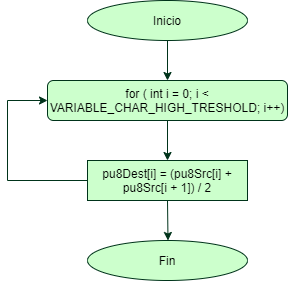 Inicio
for ( int i = 0; i <
VARIABLE_CHAR_HIGH_TRESHOLD; i++)
pu8Dest[i] = (pu8Src[i] +
pu8Src[i + 1]) / 2
Fin